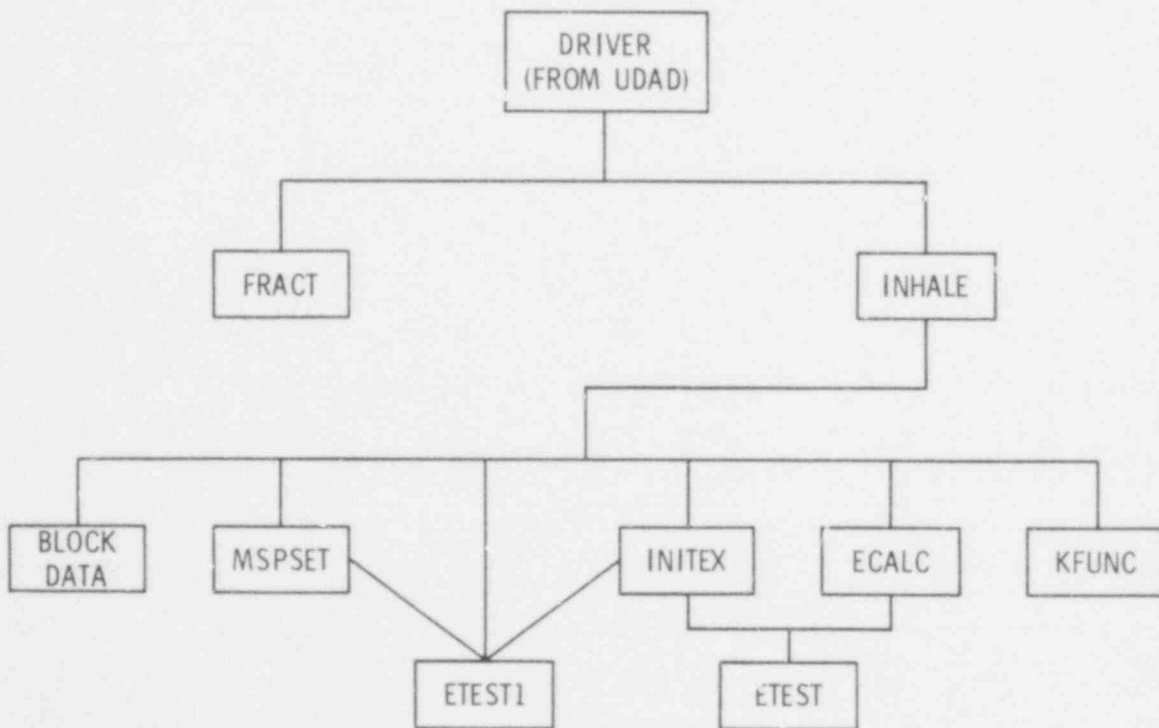 DRIVER
(FROM UDAD)
FRACT
INHALE
BLOCK
DATA
MSPSET
INITEX
ECALC
KFUNC
ETEST1
ETEST